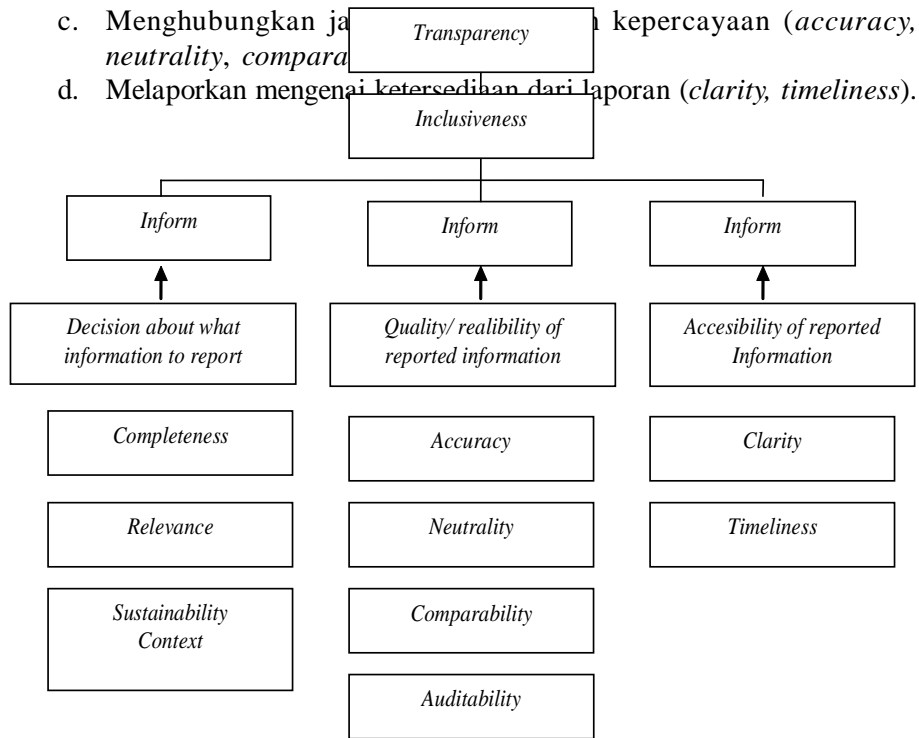 c. Menghubungkan kepercayaan (accuracy,
neutrality,
d. Melaporkan mengenai ketersediaan dari laporan (clarity, timeliness).
Transparency
Inclusiveness
Inform
Inform
Inform
Decision about what
information to report
Quality/ realibility of
reported information
Accesibility of reported
Information
Completeness
Accuracy
Clarity
Relevance
Neutrality
Timeliness
Sustainability
Context
Comparability
Auditability